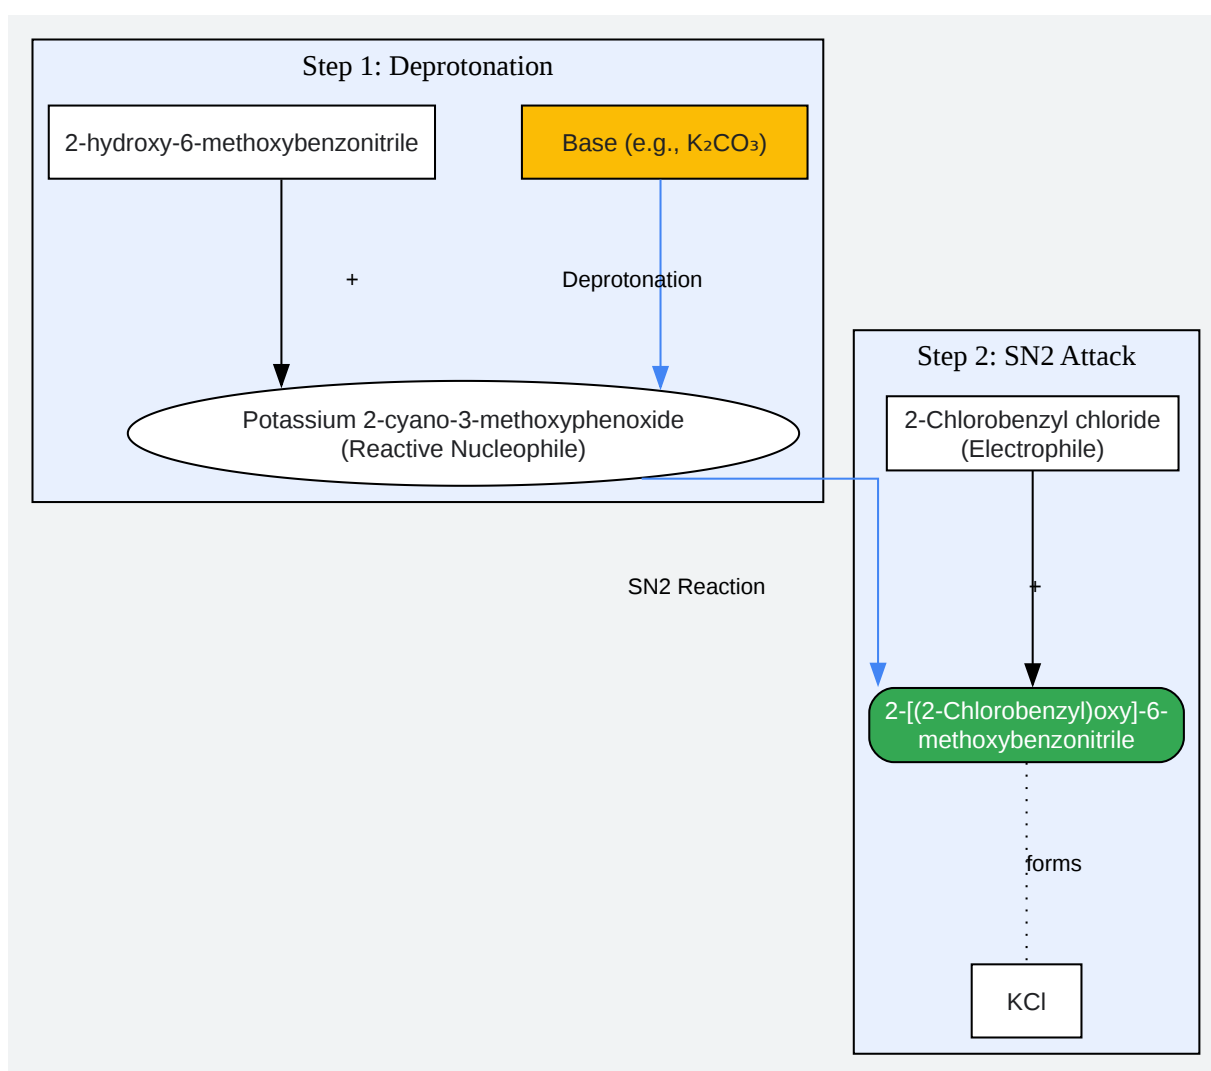 Step 1: Deprotonation
2-hydroxy-6-methoxybenzonitrile
Base (e.g., K₂CO₃)
+
Deprotonation
Potassium 2-cyano-3-methoxyphenoxide
(Reactive Nucleophile)
Step 2: SN2 Attack
2-Chlorobenzyl chloride
(Electrophile)
SN2 Reaction
+
2-[(2-Chlorobenzyl)oxy]-6-
methoxybenzonitrile
forms
KCl